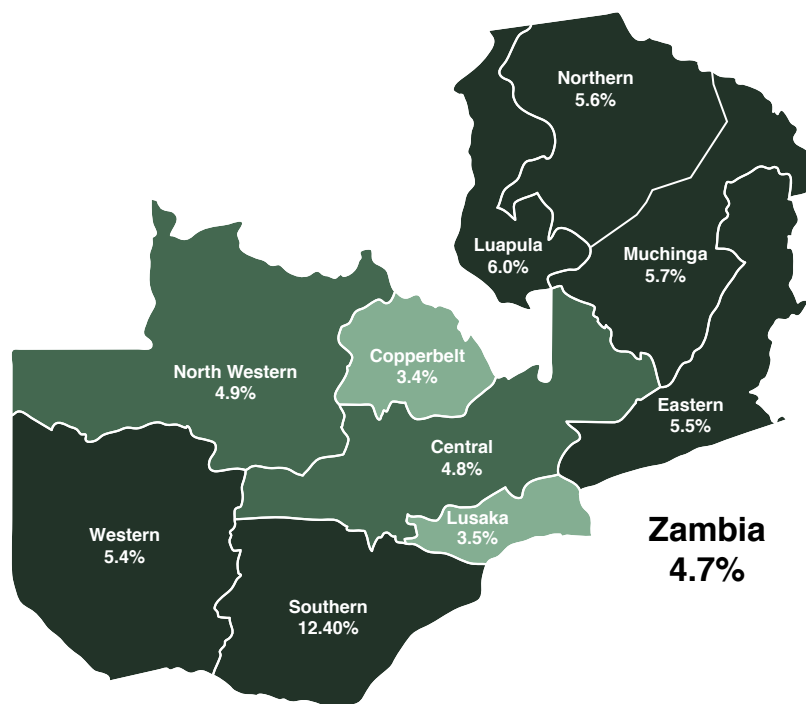 Northern
5.6%
Luapula
6.0%
Muchinga
5.7%
Copperbelt
3.4%
North Western
4.9%
Eastern
5.5%
Central
4.8%
Lusaka
3.5%
Western
5.4%
Zambia
4.7%
Southern
12.40%